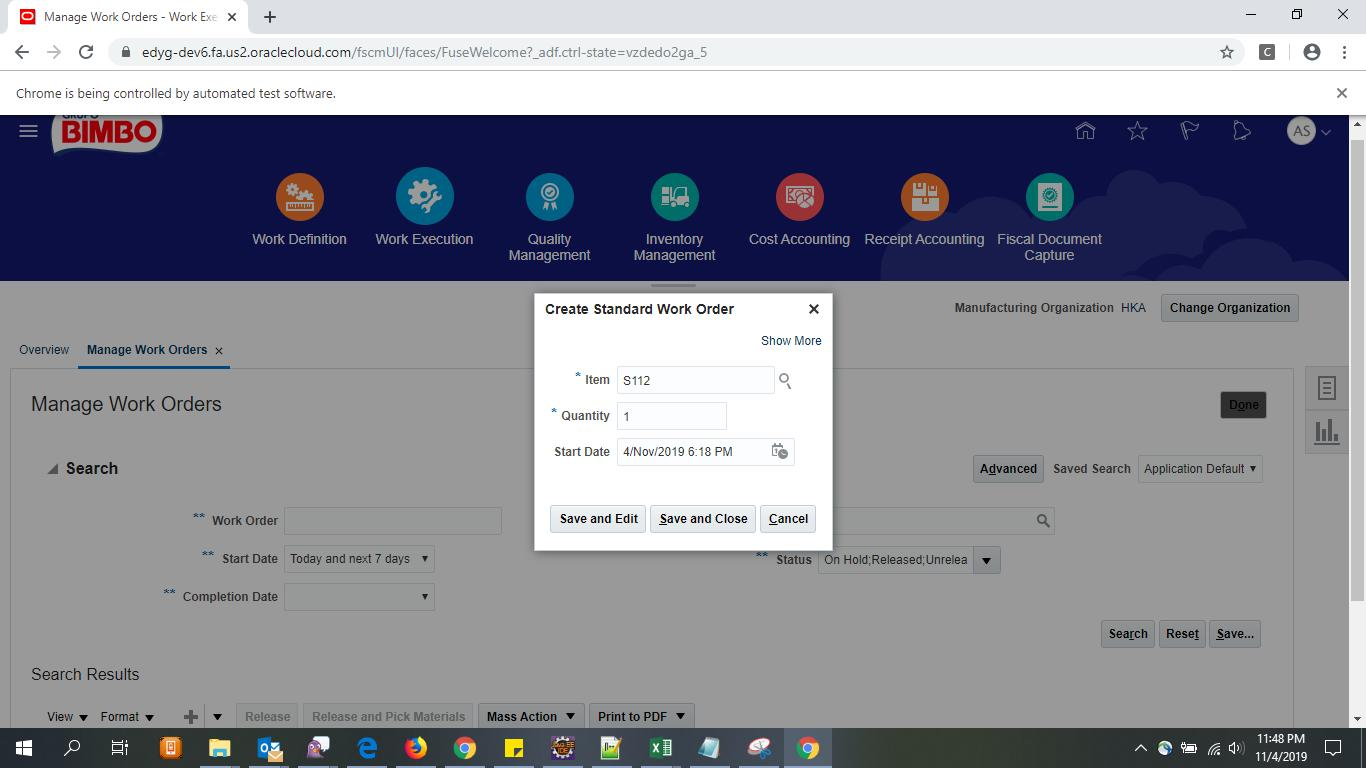 Manage Work Orders - Work Exe
edyg-dev6.fa.us2.oraclecloud.com/fscmUI/faces/FuseWelcome?_adf.ctrl-state=vzdedo2ga_5
C
Chrome is being controlled by automated test software.
GRUPO
BIMBO
AS
Work Definition
Work Execution
Quality
Management
Inventory
Management
Cost Accounting
Receipt Accounting
Fiscal Document
Capture
Manufacturing Organization HKA
Change Organization
Create Standard Work Order
Show More
* Item S112
* Quantity 1
Start Date 4/Nov/2019 6:18 PM
Save and Edit
Save and Close
Cancel
Overview
Manage Work Orders
Manage Work Orders
Done
Search
Advanced
Saved Search Application Default
** Work Order
** Start Date Today and next 7 days
** Status On Hold;Released;Unrelea
** Completion Date
Search
Reset
Save...
Search Results
View
Format
Release
Release and Pick Materials
Mass Action
Print to PDF
11:48 PM
11/4/2019